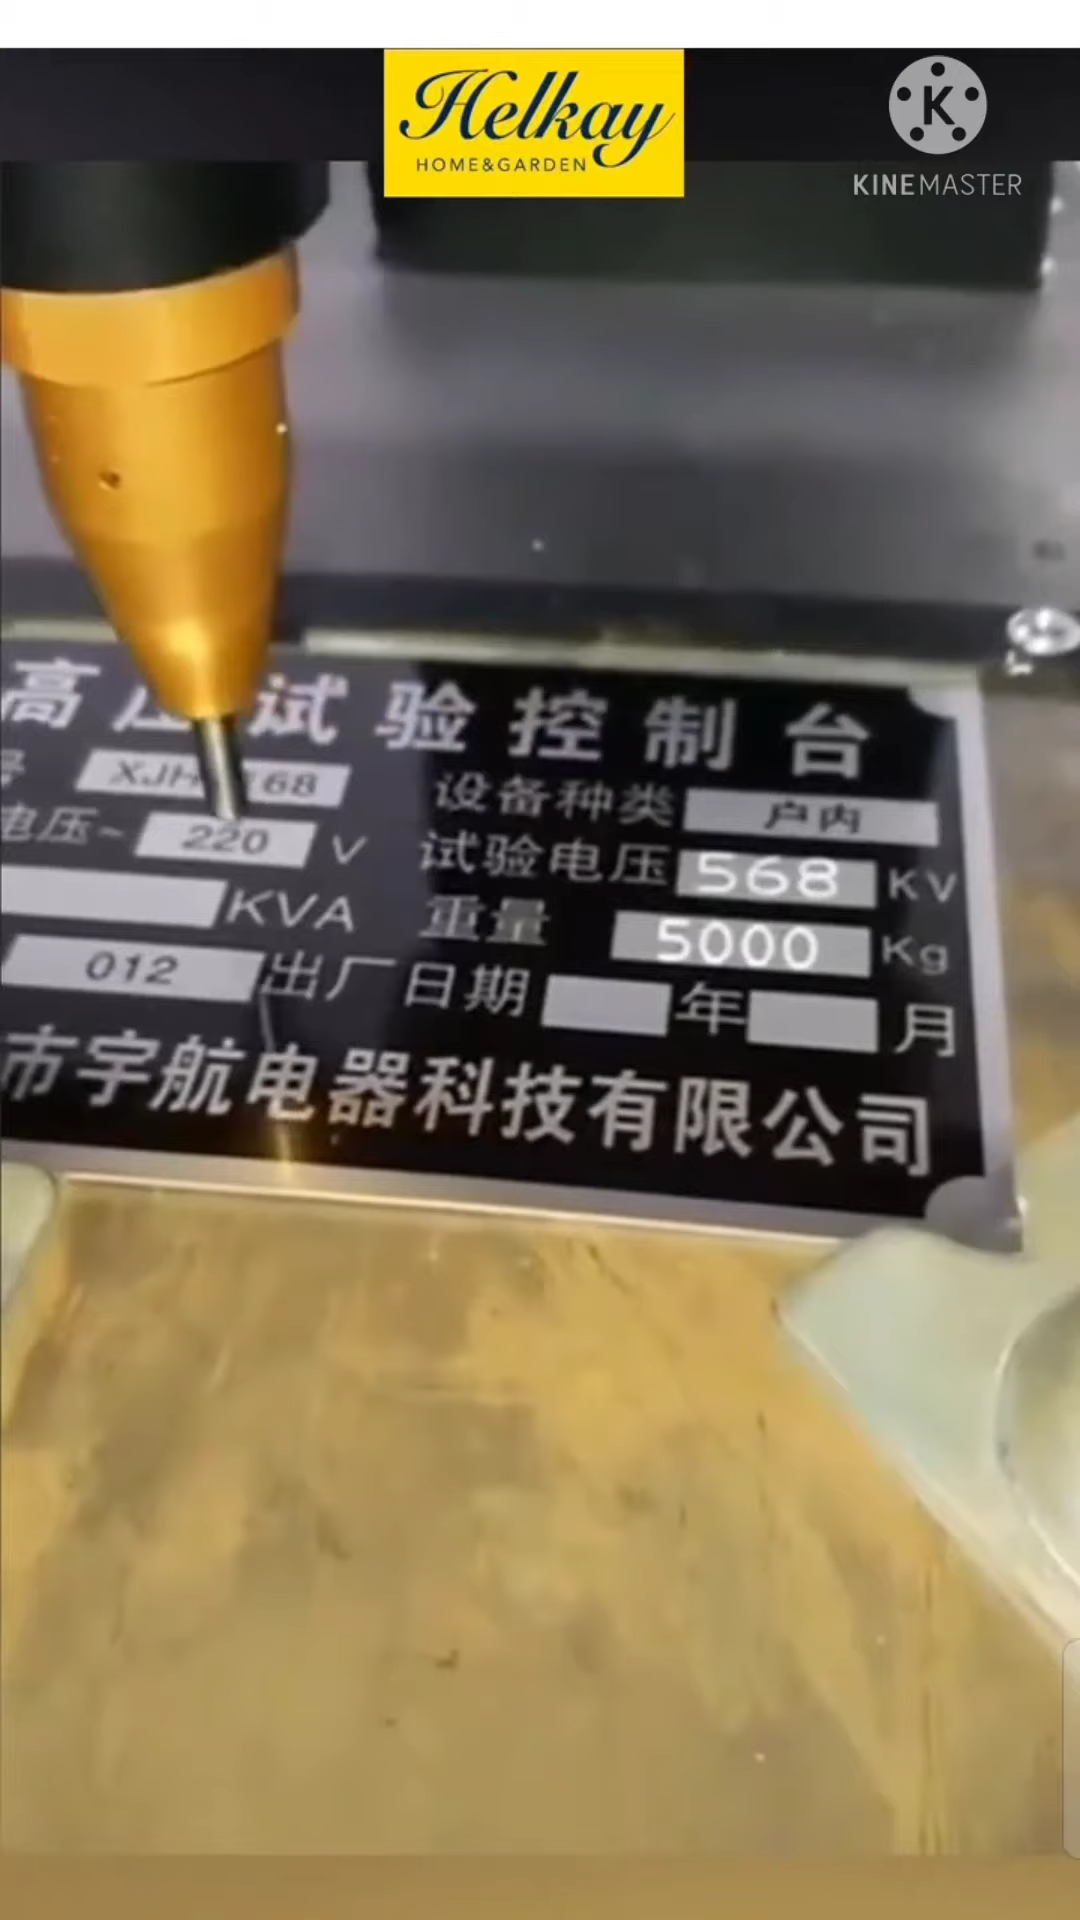 Helkay
HOME&GARDEN
KINEMASTER
高压试验控制台
号 XJH 168 设备种类 户内
电压~ 220 V 试验电压 568 KV
KVA 重量 5000 Kg
012 出厂日期 年 月
市宇航电器科技有限公司